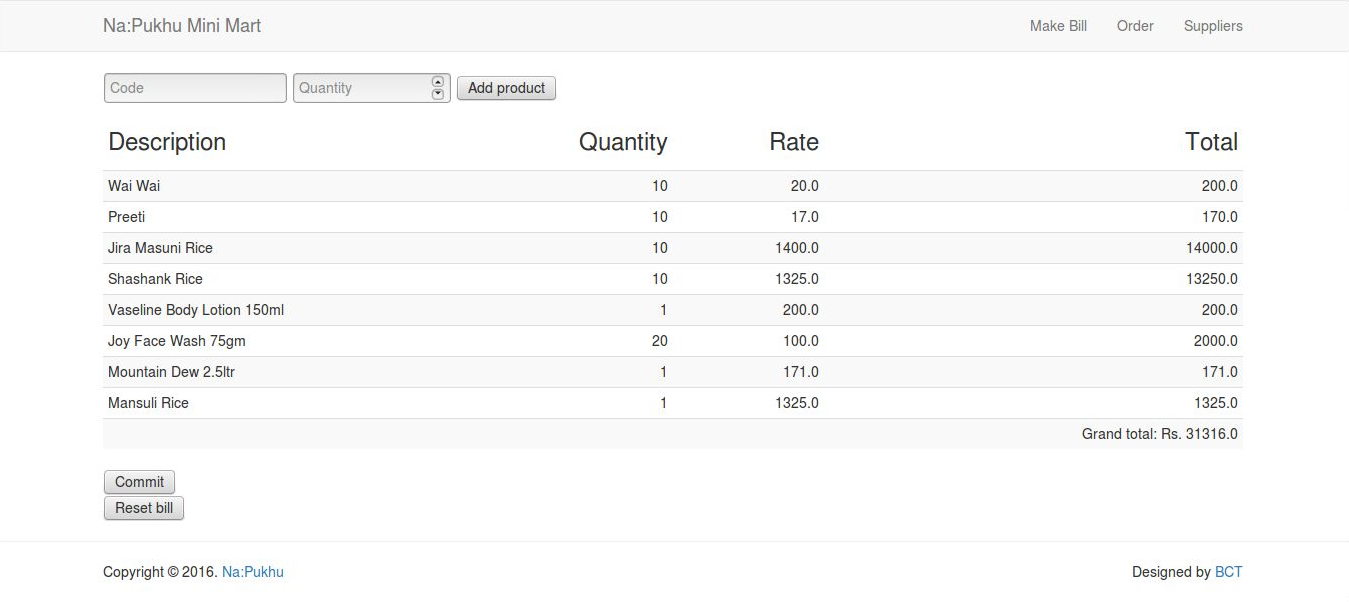 Na:Pukhu Mini Mart Make Bill Order Suppliers
Code Quantity Add product
Description Quantity Rate Total
Wai Wai 10 20.0 200.0
Preeti 10 17.0 170.0
Jira Masuni Rice 10 1400.0 14000.0
Shashank Rice 10 1325.0 13250.0
Vaseline Body Lotion 150ml 1 200.0 200.0
Joy Face Wash 75gm 20 100.0 2000.0
Mountain Dew 2.5ltr 1 171.0 171.0
Mansuli Rice 1 1325.0 1325.0
Grand total: Rs. 31316.0
Commit
Reset bill
Copyright © 2016. Na:Pukhu Designed by BCT